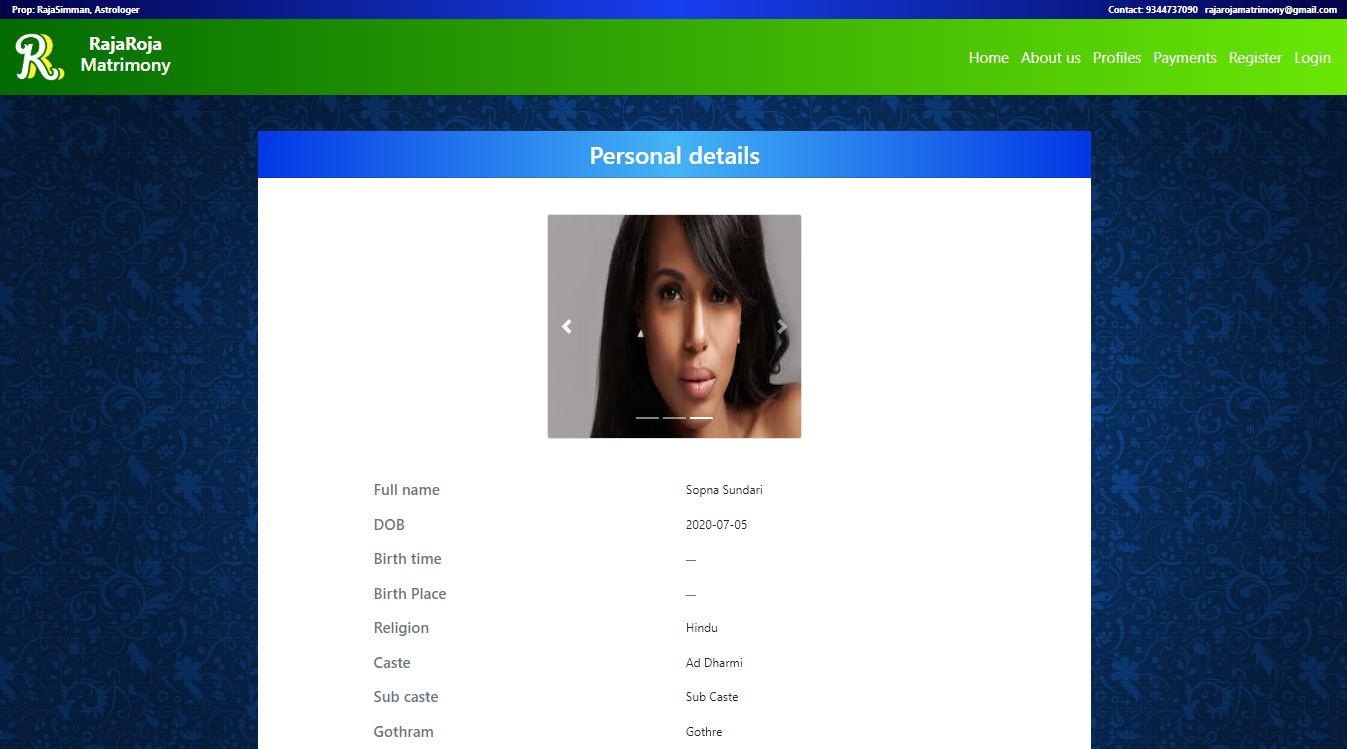 Prop: RajaSimman, Astrologer
Contact: 9344737090 rajarojamatrimony@gmail.com
R
RajaRoja
Matrimony
Home About us Profiles Payments Register Login
Personal details
Full name Sopna Sundari
DOB 2020-07-05
Birth time —
Birth Place —
Religion Hindu
Caste Ad Dharmi
Sub caste Sub Caste
Gothram Gothre